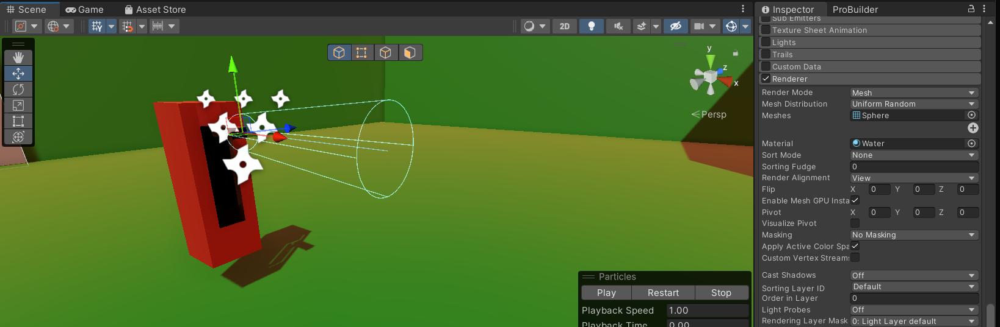 Scene Game Asset Store
2D
y
z
x
Persp
Particles
Play Restart Stop
Playback Speed 1.00
Playback Time 0.00
Inspector ProBuilder
Sub Emitters
Texture Sheet Animation
Lights
Trails
Custom Data
Renderer
Render Mode Mesh
Mesh Distribution Uniform Random
Meshes Sphere
Material Water
Sort Mode None
Sorting Fudge 0
Render Alignment View
Flip X 0 Y 0 Z 0
Enable Mesh GPU Insta
Pivot X 0 Y 0 Z 0
Visualize Pivot
Masking No Masking
Apply Active Color Spa
Custom Vertex Streams
Cast Shadows Off
Sorting Layer ID Default
Order in Layer 0
Light Probes Off
Rendering Layer Mask 0: Light Layer default